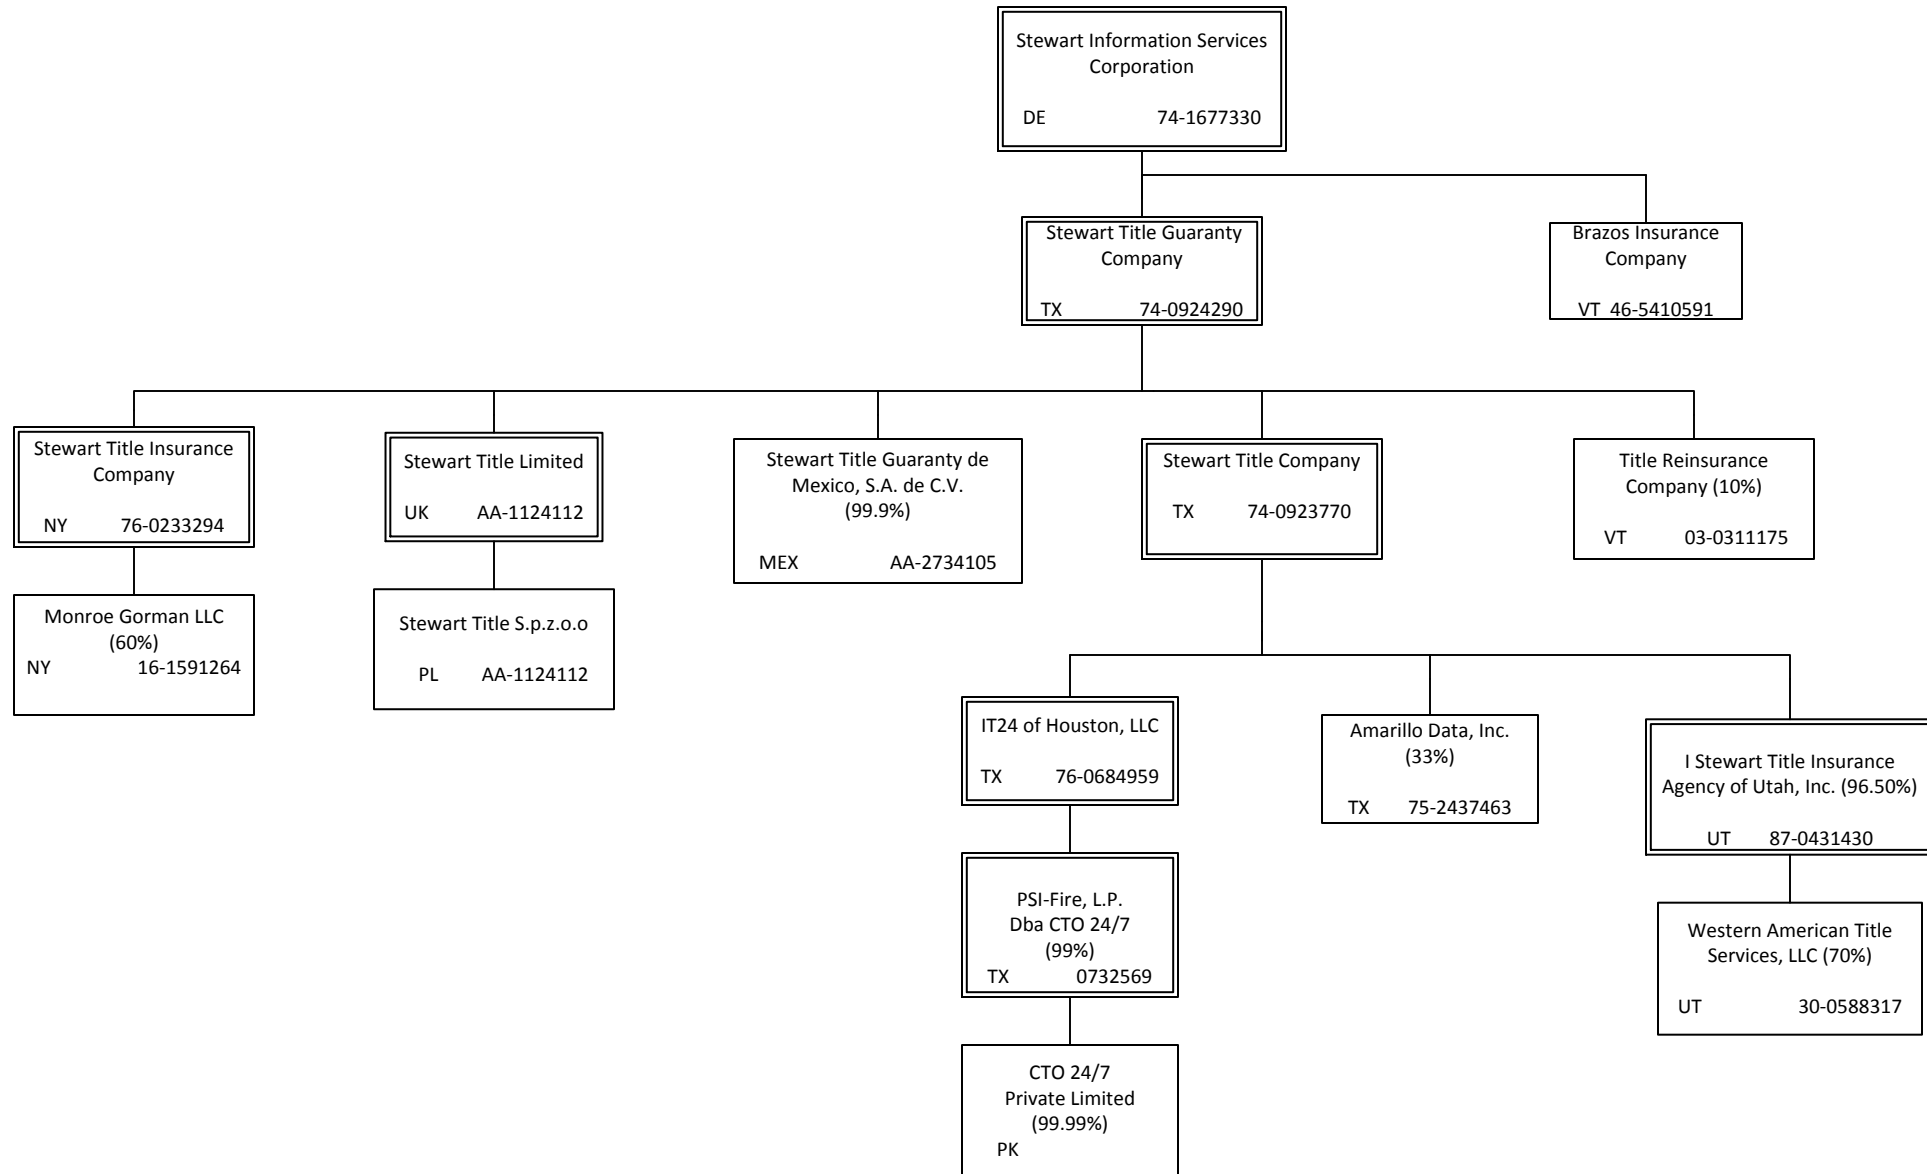 Stewart Information Services
Corporation
DE 74-1677330
Stewart Title Guaranty
Company
TX 74-0924290
Brazos Insurance
Company
VT 46-5410591
Stewart Title Insurance
Company
NY 76-0233294
Stewart Title Limited
UK AA-1124112
Stewart Title Guaranty de
Mexico, S.A. de C.V.
(99.9%)
MEX AA-2734105
Stewart Title Company
TX 74-0923770
Title Reinsurance
Company (10%)
VT 03-0311175
Monroe Gorman LLC
(60%)
NY 16-1591264
Stewart Title S.p.z.o.o
PL AA-1124112
IT24 of Houston, LLC
TX 76-0684959
Amarillo Data, Inc.
(33%)
TX 75-2437463
I Stewart Title Insurance
Agency of Utah, Inc. (96.50%)
UT 87-0431430
PSI-Fire, L.P.
Dba CTO 24/7
(99%)
TX 0732569
Western American Title
Services, LLC (70%)
UT 30-0588317
CTO 24/7
Private Limited
(99.99%)
PK